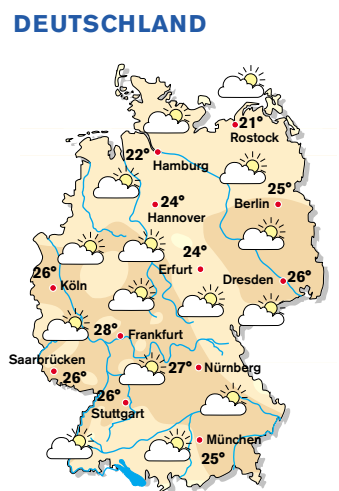 DEUTSCHLAND
21°
Rostock
22°
Hamburg
25°
Berlin
24°
Hannover
24°
Erfurt
26°
Köln
Dresden
26°
28°
Frankfurt
Saarbrücken
26°
27°
Nürnberg
26°
Stuttgart
München
25°